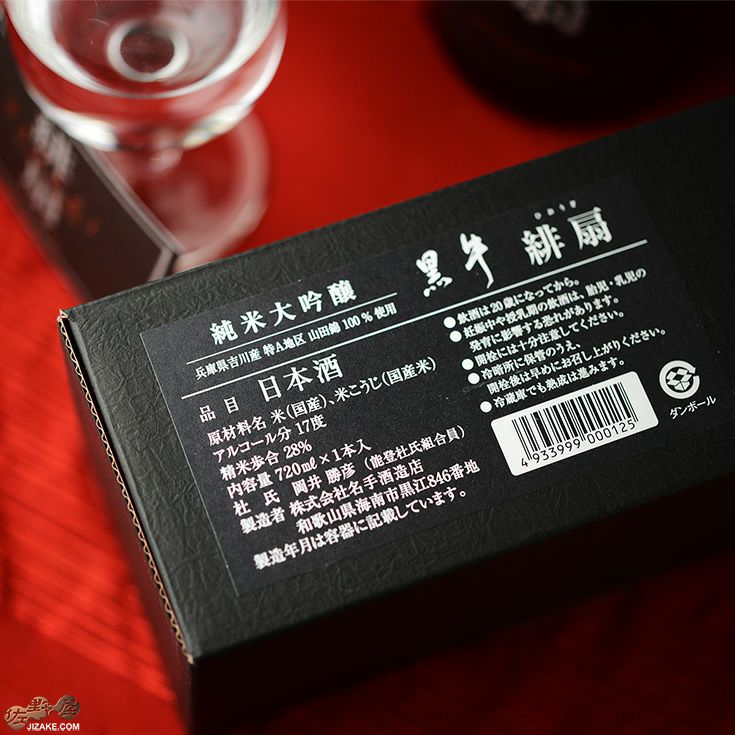 純米大吟醸
兵庫県吉川産 特A地区 山田錦 100％使用
黒牛 緋扇
ひおうぎ
品目 日本酒
原材料名 米（国産）、米こうじ（国産米）
アルコール分 17度
精米歩合 28%
内容量 720ml×1本入
杜氏 岡井 勝彦（能登杜氏組合員）
製造者 株式会社名手酒造店
和歌山県海南市黒江846番地
製造年月は容器に記載しています。
●飲酒は20歳になってから。
●妊娠中や授乳期の飲酒は、胎児・乳児の
発育に影響する恐れがあります。
●開栓には十分注意してください。
●冷暗所に保管のうえ、
開栓後は早めにお召し上がりください。
●冷蔵庫でも熟成は進みます。
4 933999 000125
ダンボール
佐野屋
JIZAKE.COM